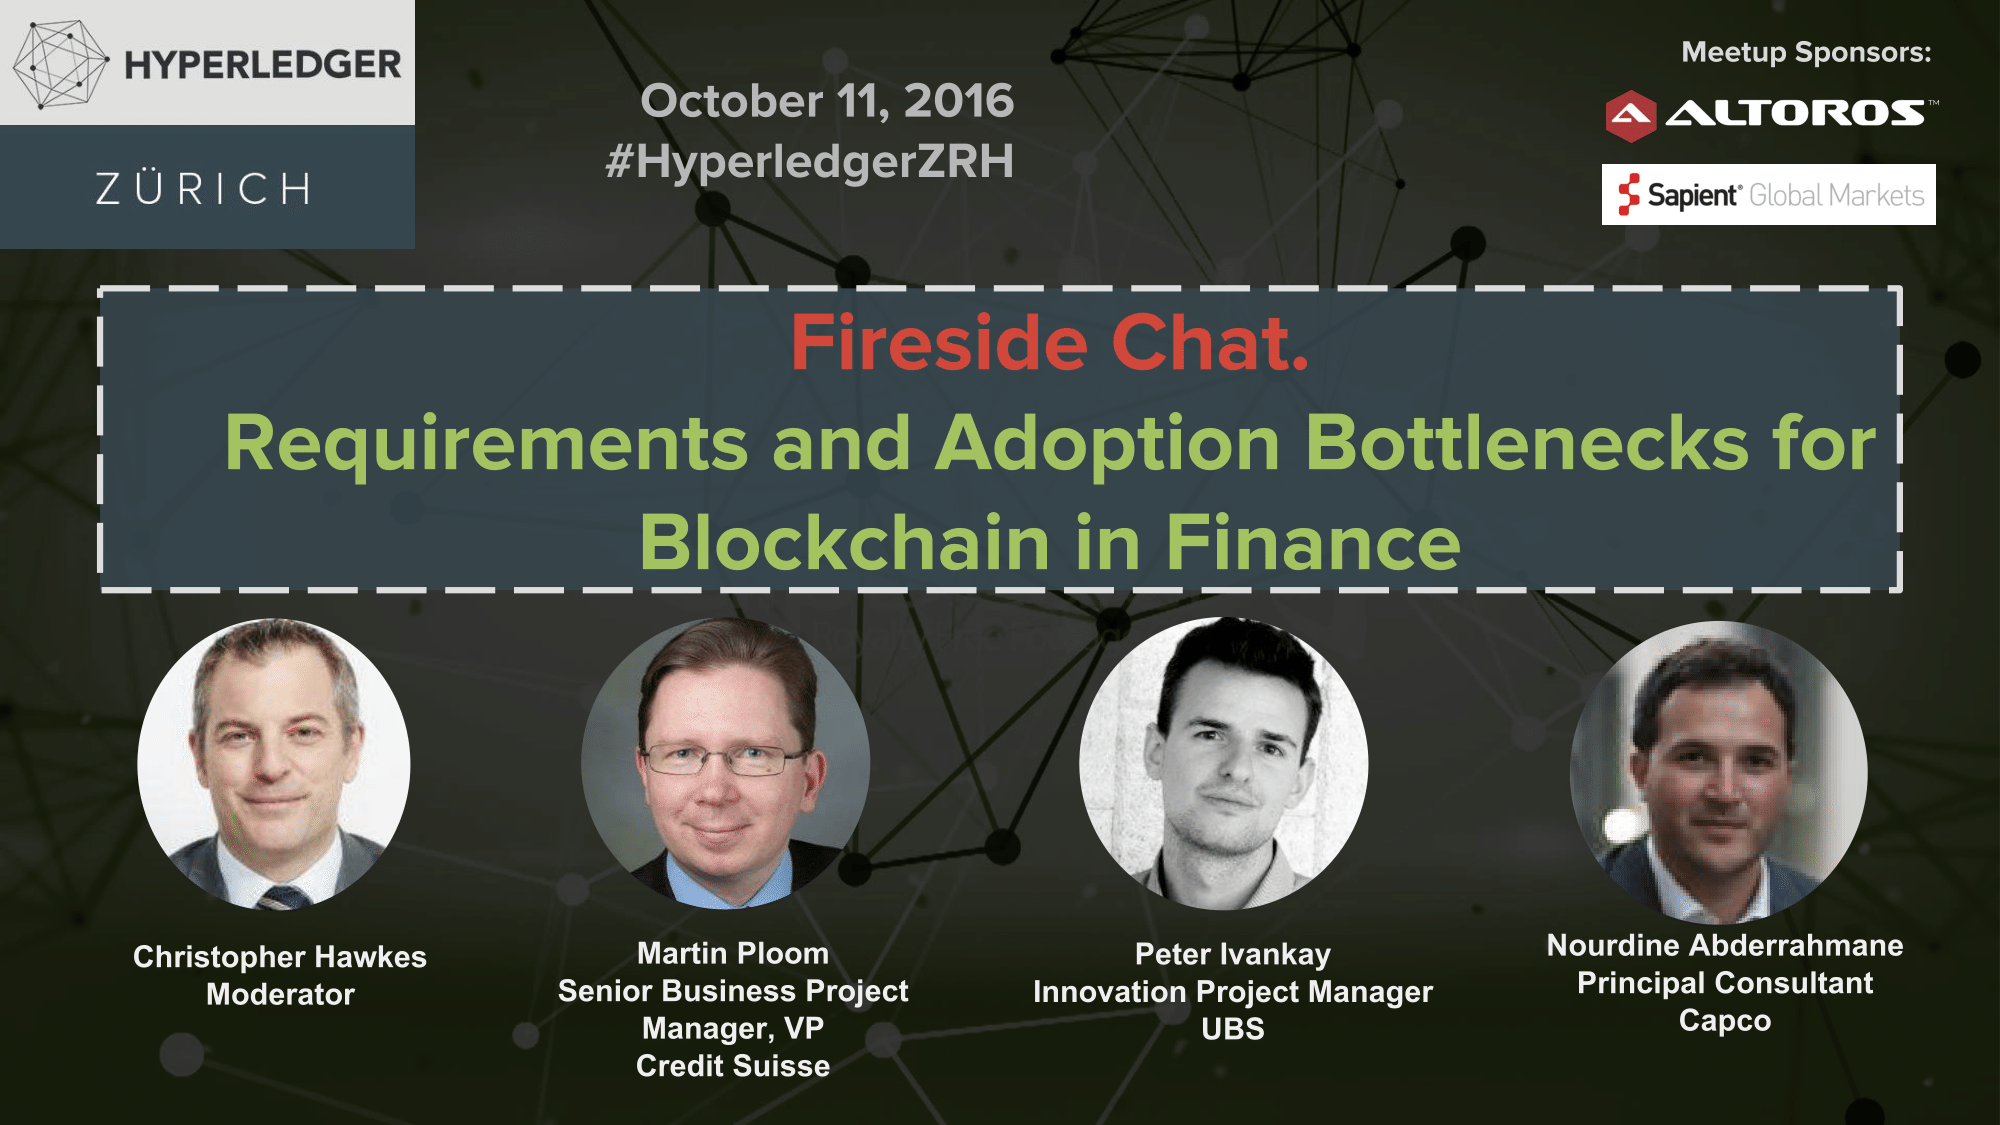 HYPERLEDGER
ZÜRICH
October 11, 2016
#HyperledgerZRH
Meetup Sponsors:
ALTOROS™
Sapient® Global Markets
Fireside Chat.
Requirements and Adoption Bottlenecks for
Blockchain in Finance
Christopher Hawkes
Moderator
Martin Ploom
Senior Business Project
Manager, VP
Credit Suisse
Peter Ivankay
Innovation Project Manager
UBS
Nourdine Abderrahmane
Principal Consultant
Capco